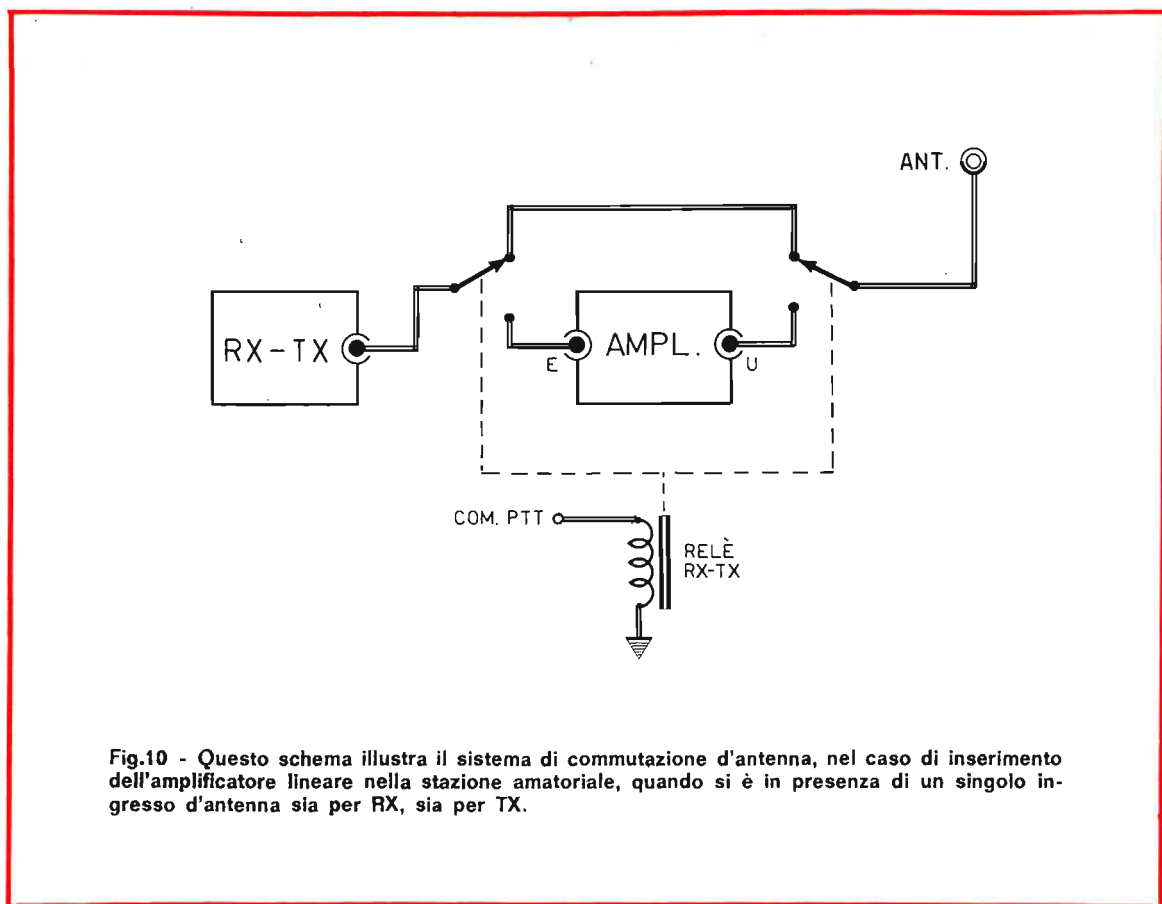 ANT.
RX-TX
E
AMPL.
U
COM. PTT
RELÈ
RX-TX
Fig.10 - Questo schema illustra il sistema di commutazione d'antenna, nel caso di inserimento
dell'amplificatore lineare nella stazione amatoriale, quando si è in presenza di un singolo in-
gresso d'antenna sia per RX, sia per TX.